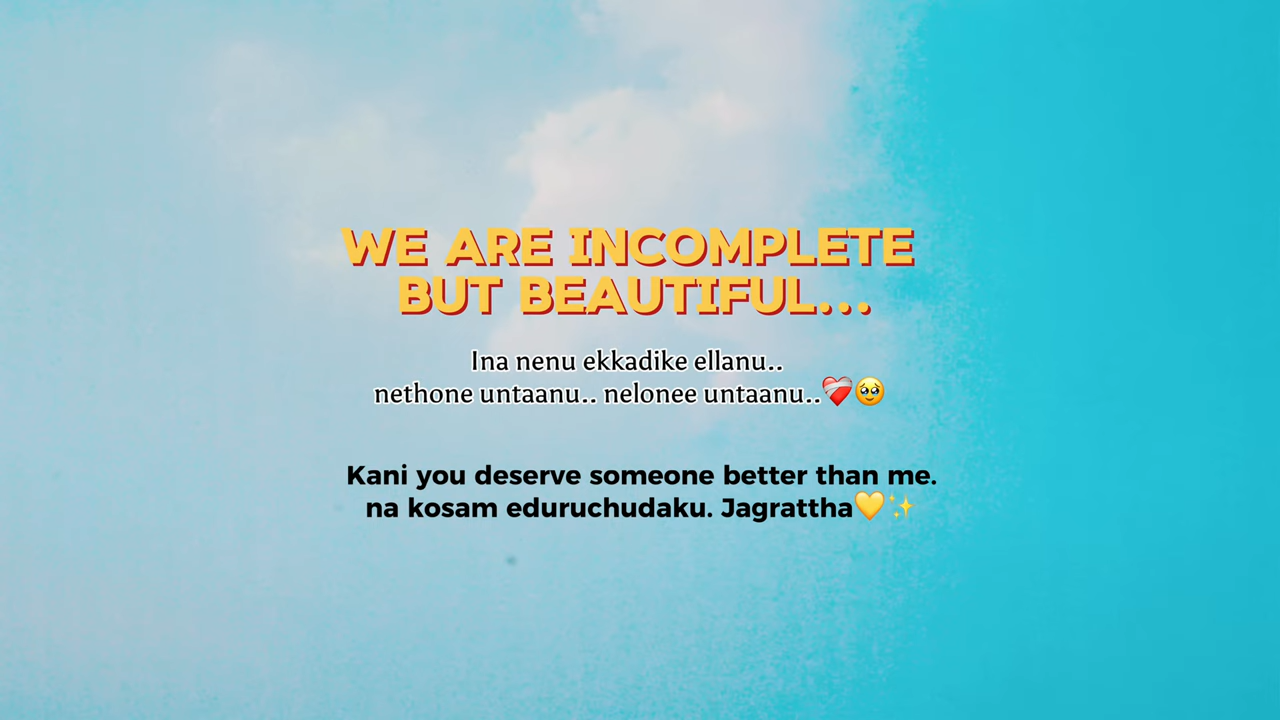 WE ARE INCOMPLETE
BUT BEAUTIFUL...
Ina nenu ekkadike ellanu..
nethone untaanu.. nelonee untaanu..❤️‍🩹🥹
Kani you deserve someone better than me.
na kosam eduruchudaku. Jagrattha💛✨